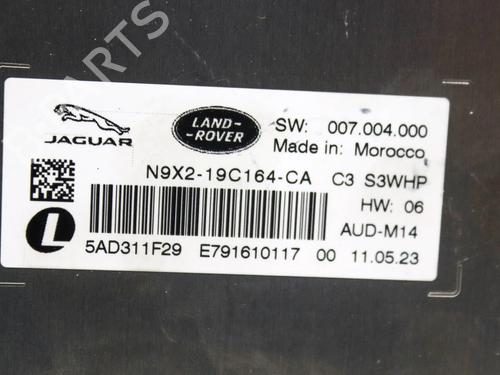 PARTS
JAGUAR
LAND-
ROVER
SW: 007.004.000
Made in: Morocco
N9X2-19C164-CA C3 S3WHP
HW: 06
L
AUD-M14
5AD311F29 E791610117 00 11.05.23